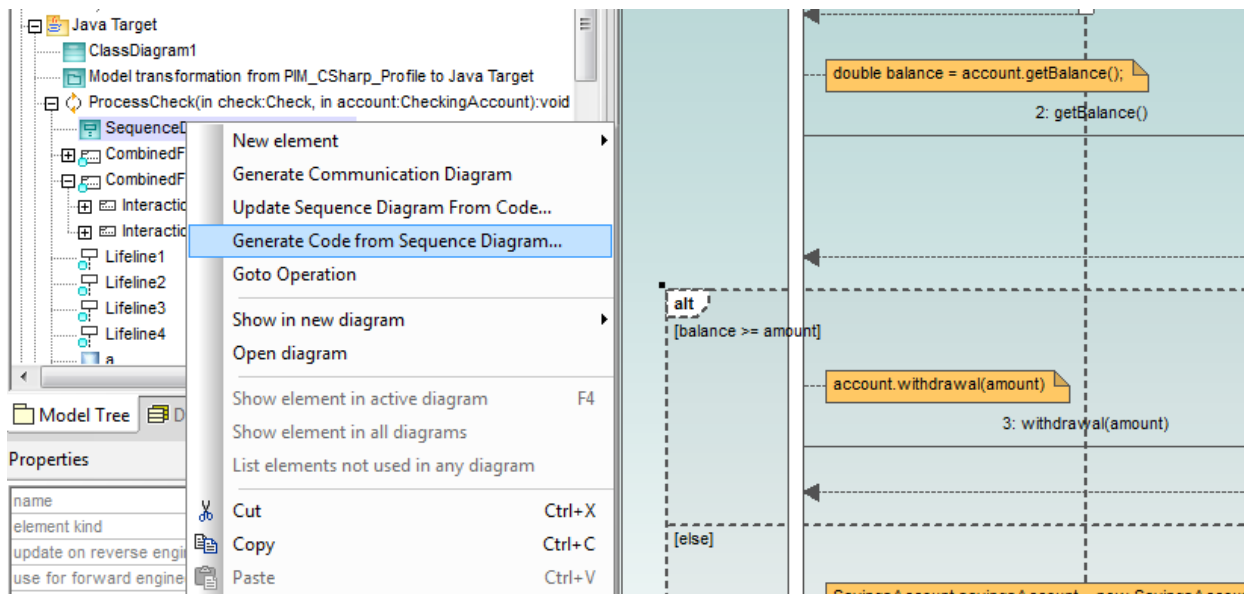 Java Target
ClassDiagram1
Model transformation from PIM_CSharp_Profile to Java Target
ProcessCheck(in check:Check, in account:CheckingAccount):void
SequenceD
CombinedF
CombinedF
Interactio
Interactio
Lifeline1
Lifeline2
Lifeline3
Lifeline4
a
Model Tree
D
Properties
name
element kind
update on reverse engi
use for forward engine
New element
Generate Communication Diagram
Update Sequence Diagram From Code...
Generate Code from Sequence Diagram...
Goto Operation
Show in new diagram
Open diagram
Show element in active diagram F4
Show element in all diagrams
List elements not used in any diagram
Cut Ctrl+X
Copy Ctrl+C
Paste Ctrl+V
double balance = account.getBalance();
2: getBalance()
alt
[balance >= amount]
account.withdrawal(amount)
3: withdrawal(amount)
[else]